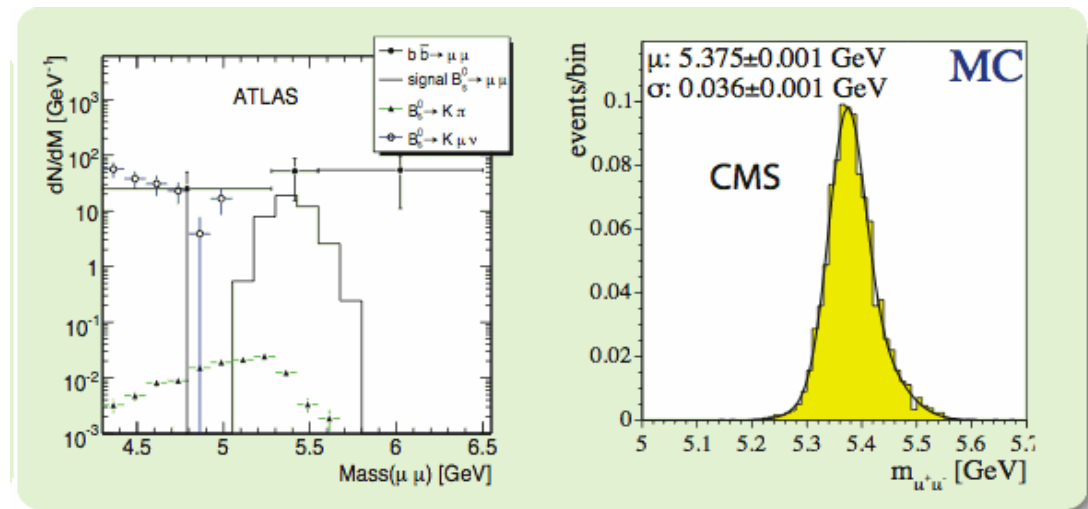 b b̄→ μ μ
signal B⁰ₛ→ μ μ
B⁰ₛ→ K π
B⁰ₛ→ K μ ν
ATLAS
dN/dM [GeV⁻¹]
10³
10²
10
1
10⁻¹
10⁻²
10⁻³
4.5 5 5.5 6 6.5
Mass(μ μ) [GeV]
μ: 5.375±0.001 GeV
σ: 0.036±0.001 GeV
MC
CMS
events/bin
0.1
0.08
0.06
0.04
0.02
0
5 5.1 5.2 5.3 5.4 5.5 5.6 5.7
m_μ⁺μ⁻ [GeV]